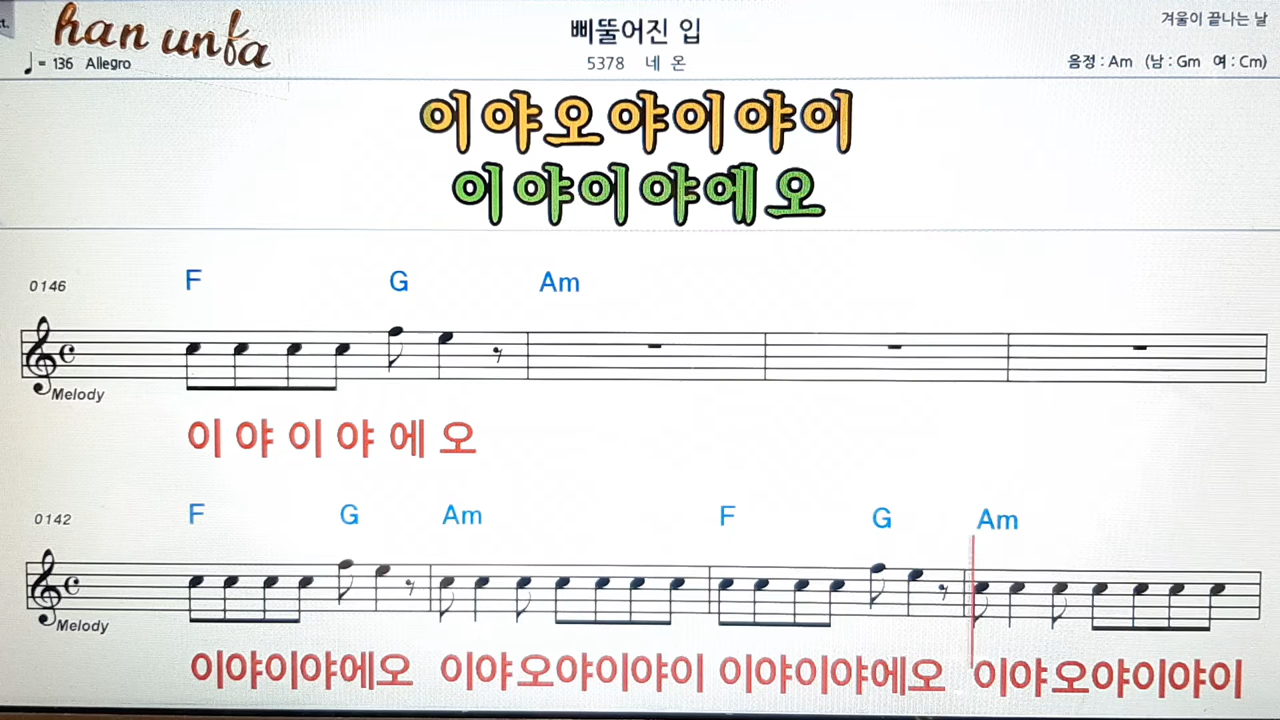 t.
han unfa
삐뚤어진 입
겨울이 끝나는 날
♩= 136 Allegro
5378 네 온
음정 : Am (남 : Gm 여 : Cm)
이야오야이야이
이야이야에오
0146 F G Am
Melody
이 야 이 야 에 오
0142 F G Am F G Am
Melody
이야이야에오 이야오야이야이 이야이야에오 이야오야이야이